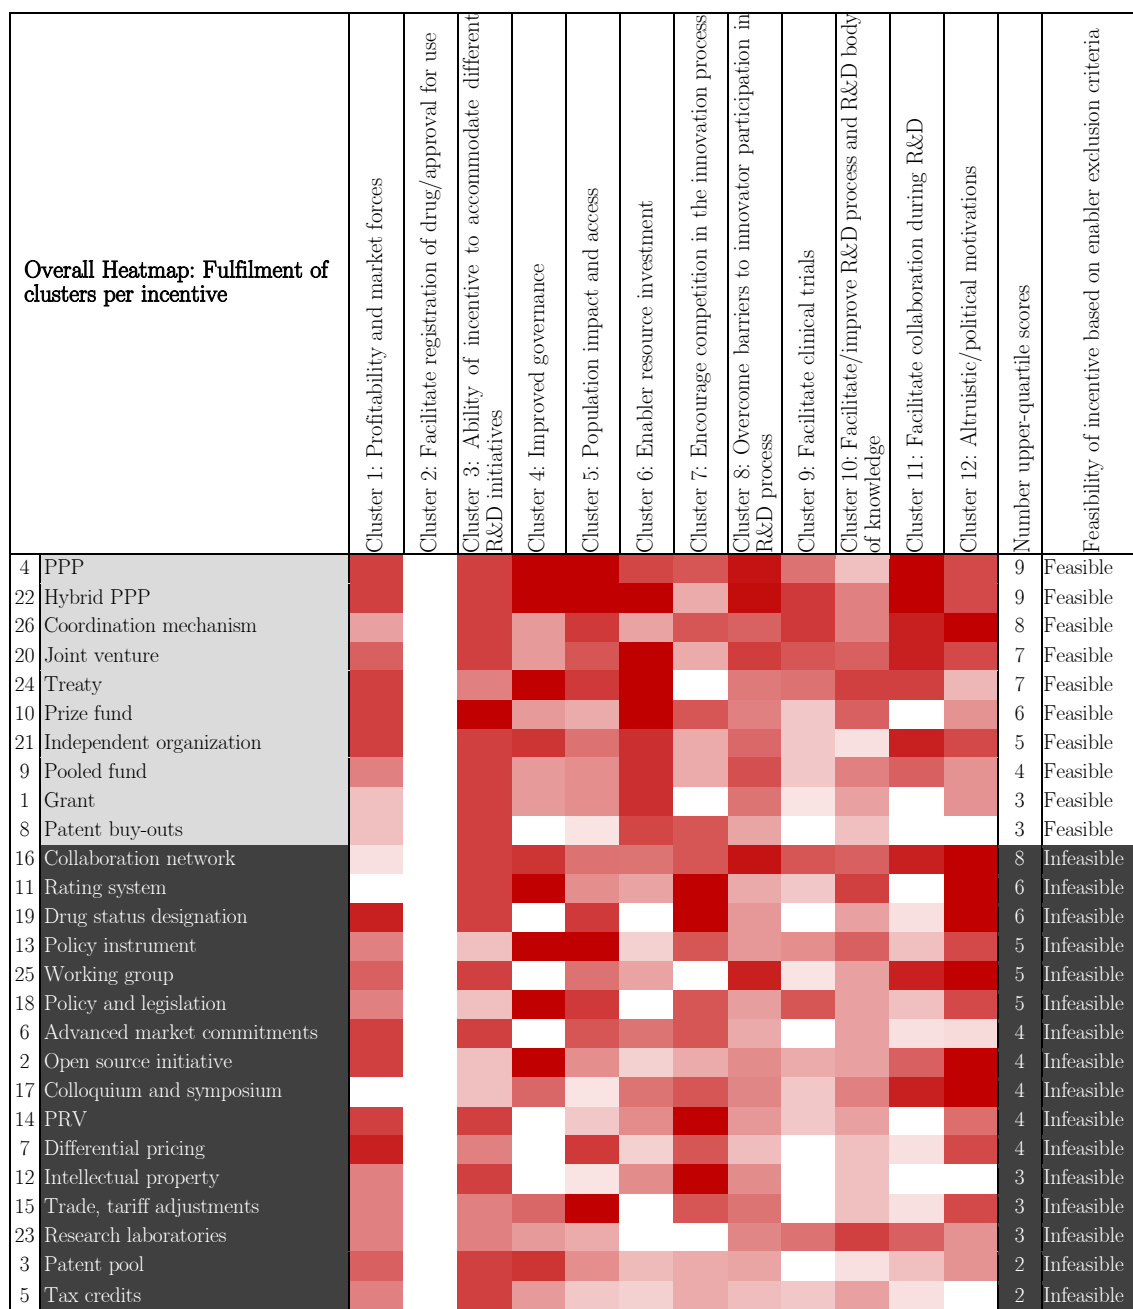 Overall Heatmap: Fulfilment of
clusters per incentive
Cluster 1: Profitability and market forces
Cluster 2: Facilitate registration of drug/approval for use
Cluster 3: Ability of incentive to accommodate different
R&D initiatives
Cluster 4: Improved governance
Cluster 5: Population impact and access
Cluster 6: Enabler resource investment
Cluster 7: Encourage competition in the innovation process
Cluster 8: Overcome barriers to innovator participation in
R&D process
Cluster 9: Facilitate clinical trials
Cluster 10: Facilitate/improve R&D process and R&D body
of knowledge
Cluster 11: Facilitate collaboration during R&D
Cluster 12: Altruistic/political motivations
Number upper-quartile scores
Feasibility of incentive based on enabler exclusion criteria
4 PPP 9 Feasible
22 Hybrid PPP 9 Feasible
26 Coordination mechanism 8 Feasible
20 Joint venture 7 Feasible
24 Treaty 7 Feasible
10 Prize fund 6 Feasible
21 Independent organization 5 Feasible
9 Pooled fund 4 Feasible
1 Grant 3 Feasible
8 Patent buy-outs 3 Feasible
16 Collaboration network 8 Infeasible
11 Rating system 6 Infeasible
19 Drug status designation 6 Infeasible
13 Policy instrument 5 Infeasible
25 Working group 5 Infeasible
18 Policy and legislation 5 Infeasible
6 Advanced market commitments 4 Infeasible
2 Open source initiative 4 Infeasible
17 Colloquium and symposium 4 Infeasible
14 PRV 4 Infeasible
7 Differential pricing 4 Infeasible
12 Intellectual property 3 Infeasible
15 Trade, tariff adjustments 3 Infeasible
23 Research laboratories 3 Infeasible
3 Patent pool 2 Infeasible
5 Tax credits 2 Infeasible